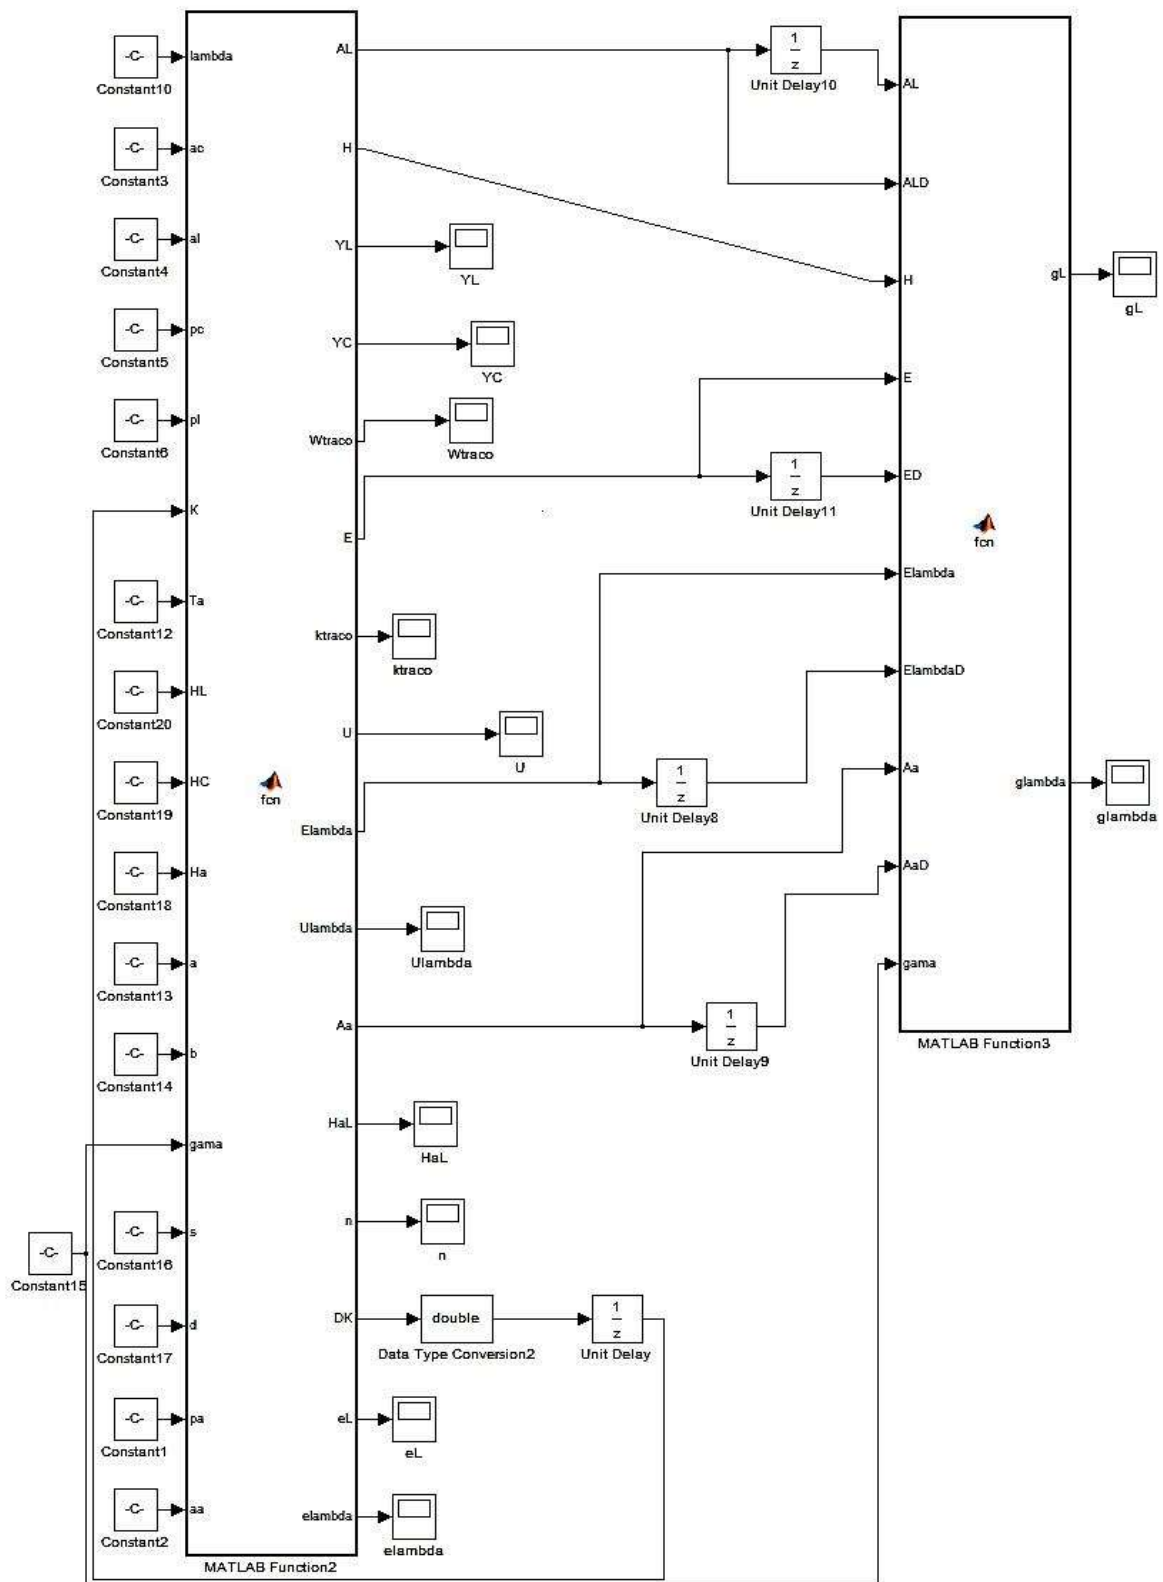 -C-
lambda
Constant10
-C-
ac
Constant3
-C-
al
Constant4
-C-
pc
Constant5
-C-
pl
Constant6
K
-C-
Ta
Constant12
-C-
HL
Constant20
-C-
HC
Constant19
-C-
Ha
Constant18
-C-
a
Constant13
-C-
b
Constant14
gama
-C-
Constant15
-C-
s
Constant16
-C-
d
Constant17
-C-
pa
Constant1
-C-
aa
Constant2
fcn
MATLAB Function2
AL
H
YL
YC
Wtraco
E
ktraco
U
Elambda
Ulambda
Aa
HaL
n
DK
eL
elambda
YL
YC
Wtraco
ktraco
U
Ulambda
HaL
n
double
Data Type Conversion2
1
z
Unit Delay
eL
elambda
1
z
Unit Delay10
1
z
Unit Delay11
1
z
Unit Delay8
1
z
Unit Delay9
AL
ALD
H
E
ED
Elambda
ElambdaD
Aa
AaD
gama
fcn
gL
glambda
MATLAB Function3
gL
glambda